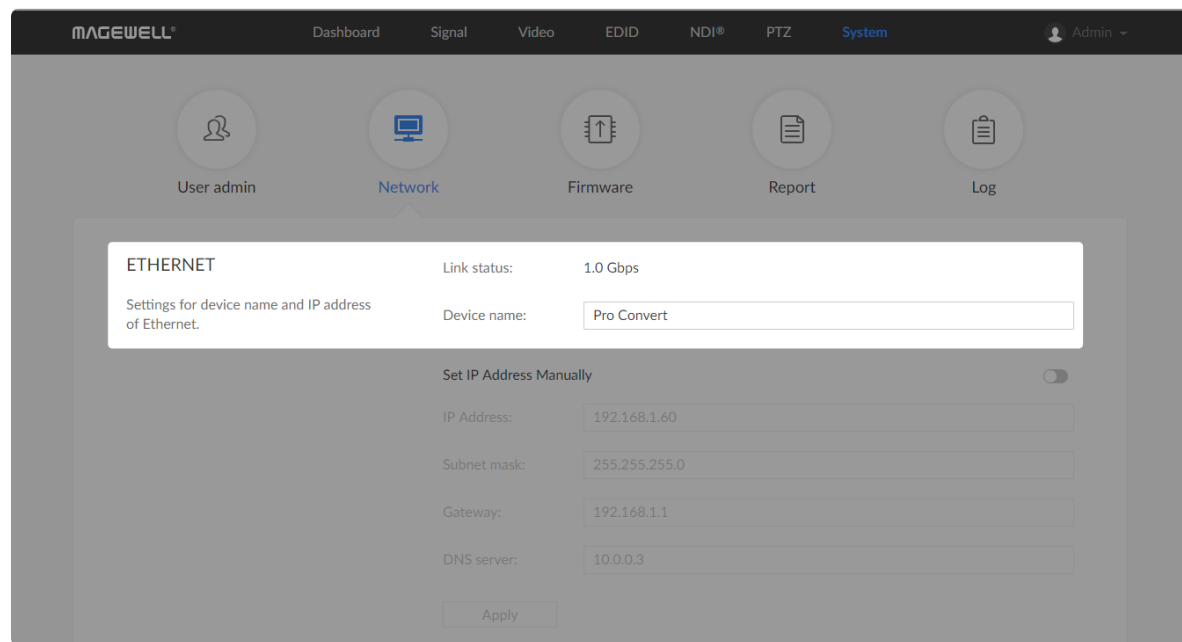 MAGEWELL®
Dashboard Signal Video EDID NDI® PTZ System Admin
User admin Network Firmware Report Log
ETHERNET
Settings for device name and IP address
of Ethernet.
Link status: 1.0 Gbps
Device name: Pro Convert
Set IP Address Manually
IP Address: 192.168.1.60
Subnet mask: 255.255.255.0
Gateway: 192.168.1.1
DNS server: 10.0.0.3
Apply